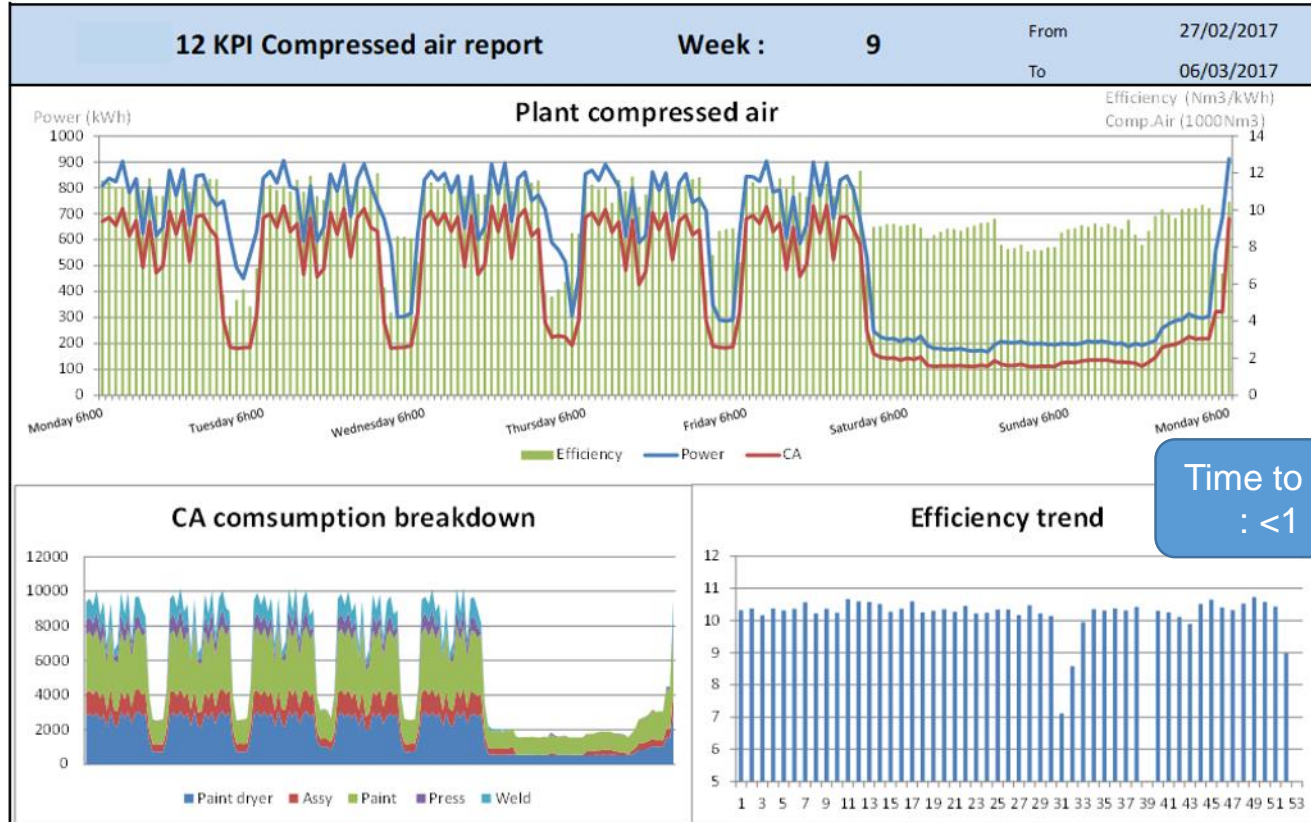 12 KPI Compressed air report Week : 9 From 27/02/2017
To 06/03/2017
Plant compressed air
Power (kWh)
Efficiency (Nm3/kWh)
Comp.Air (1000Nm3)
1000
900
800
700
600
500
400
300
200
100
0
14
12
10
8
6
4
2
0
Monday 6h00 Tuesday 6h00 Wednesday 6h00 Thursday 6h00 Friday 6h00 Saturday 6h00 Sunday 6h00 Monday 6h00
Efficiency Power CA
Time to
: <1
CA comsumption breakdown
12000
10000
8000
6000
4000
2000
0
Paint dryer Assy Paint Press Weld
Efficiency trend
12
11
10
9
8
7
6
5
1 3 5 7 9 11 13 15 17 19 21 23 25 27 29 31 33 35 37 39 41 43 45 47 49 51 53